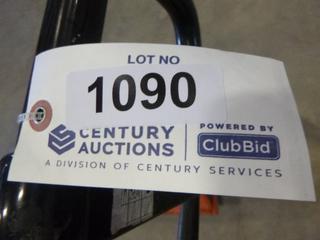 LOT NO
1090
CENTURY AUCTIONS
POWERED BY
ClubBid
A DIVISION OF CENTURY SERVICES